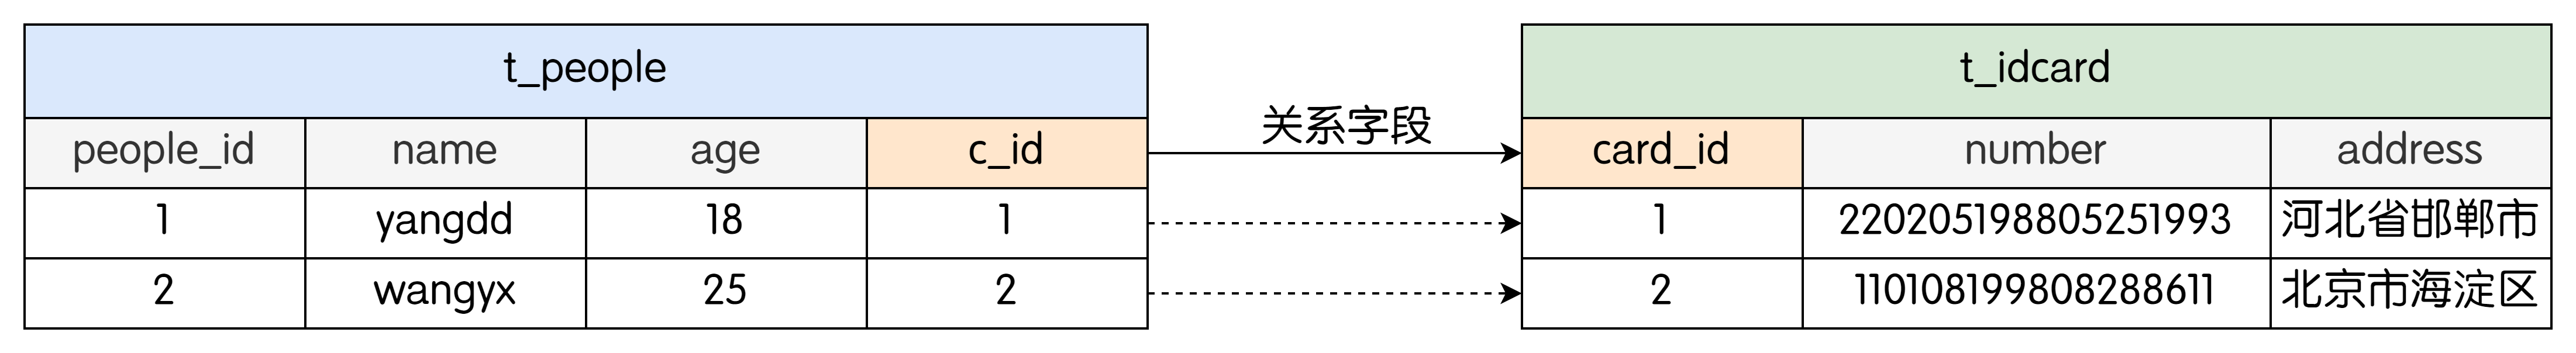 t_people
t_idcard
关系字段
people_id name age c_id
card_id number address
1 yangdd 18 1
1 220205198805251993 河北省邯郸市
2 wangyx 25 2
2 110108199808288611 北京市海淀区